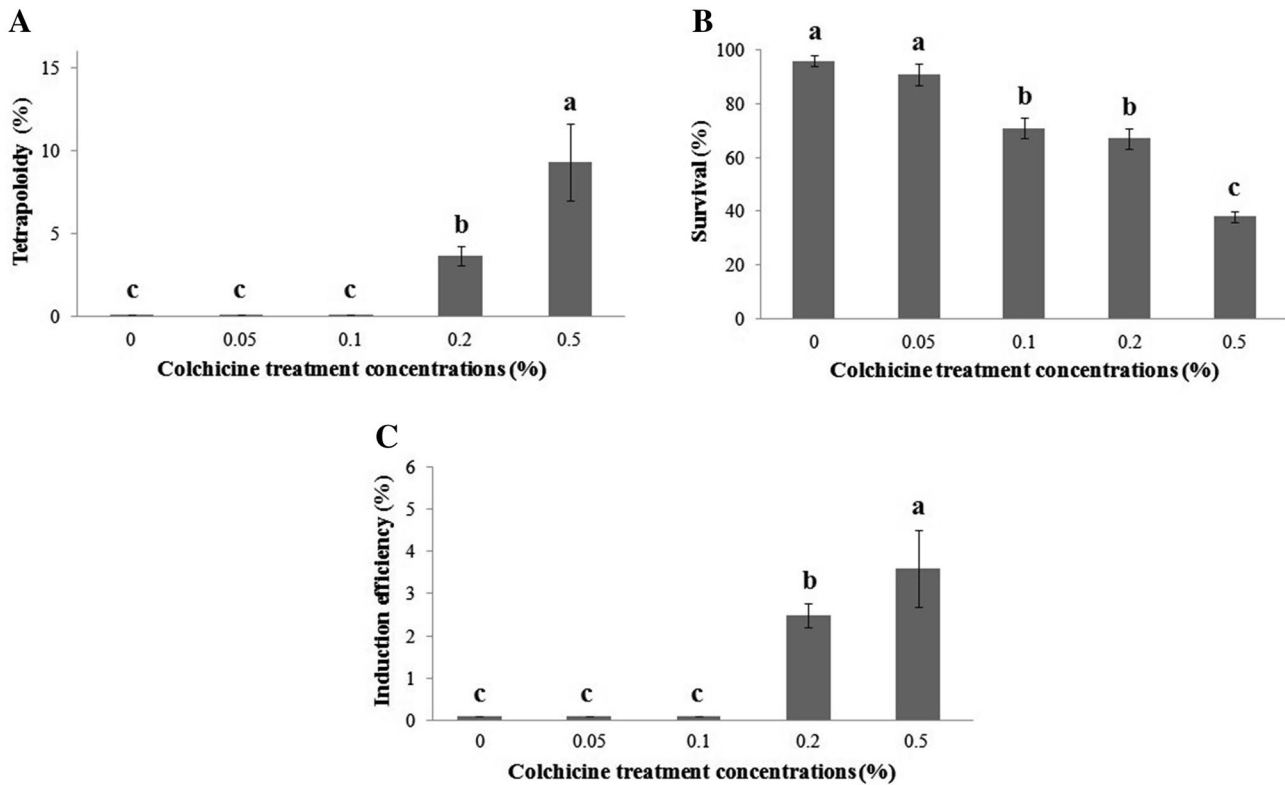 A
Tetrapoloidy (%)
15
10
5
0
c c c b a
0 0.05 0.1 0.2 0.5
Colchicine treatment concentrations (%)
B
Survival (%)
100
80
60
40
20
0
a a b b c
0 0.05 0.1 0.2 0.5
Colchicine treatment concentrations (%)
C
Induction efficiency (%)
6
5
4
3
2
1
0
c c c b a
0 0.05 0.1 0.2 0.5
Colchicine treatment concentrations (%)